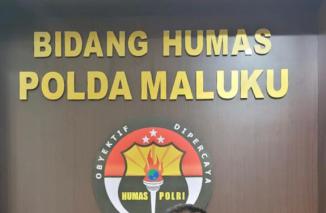 BIDANG HUMAS
POLDA MALUKU
OBYEKTIF DIPERCAYA
HUMAS POLRI